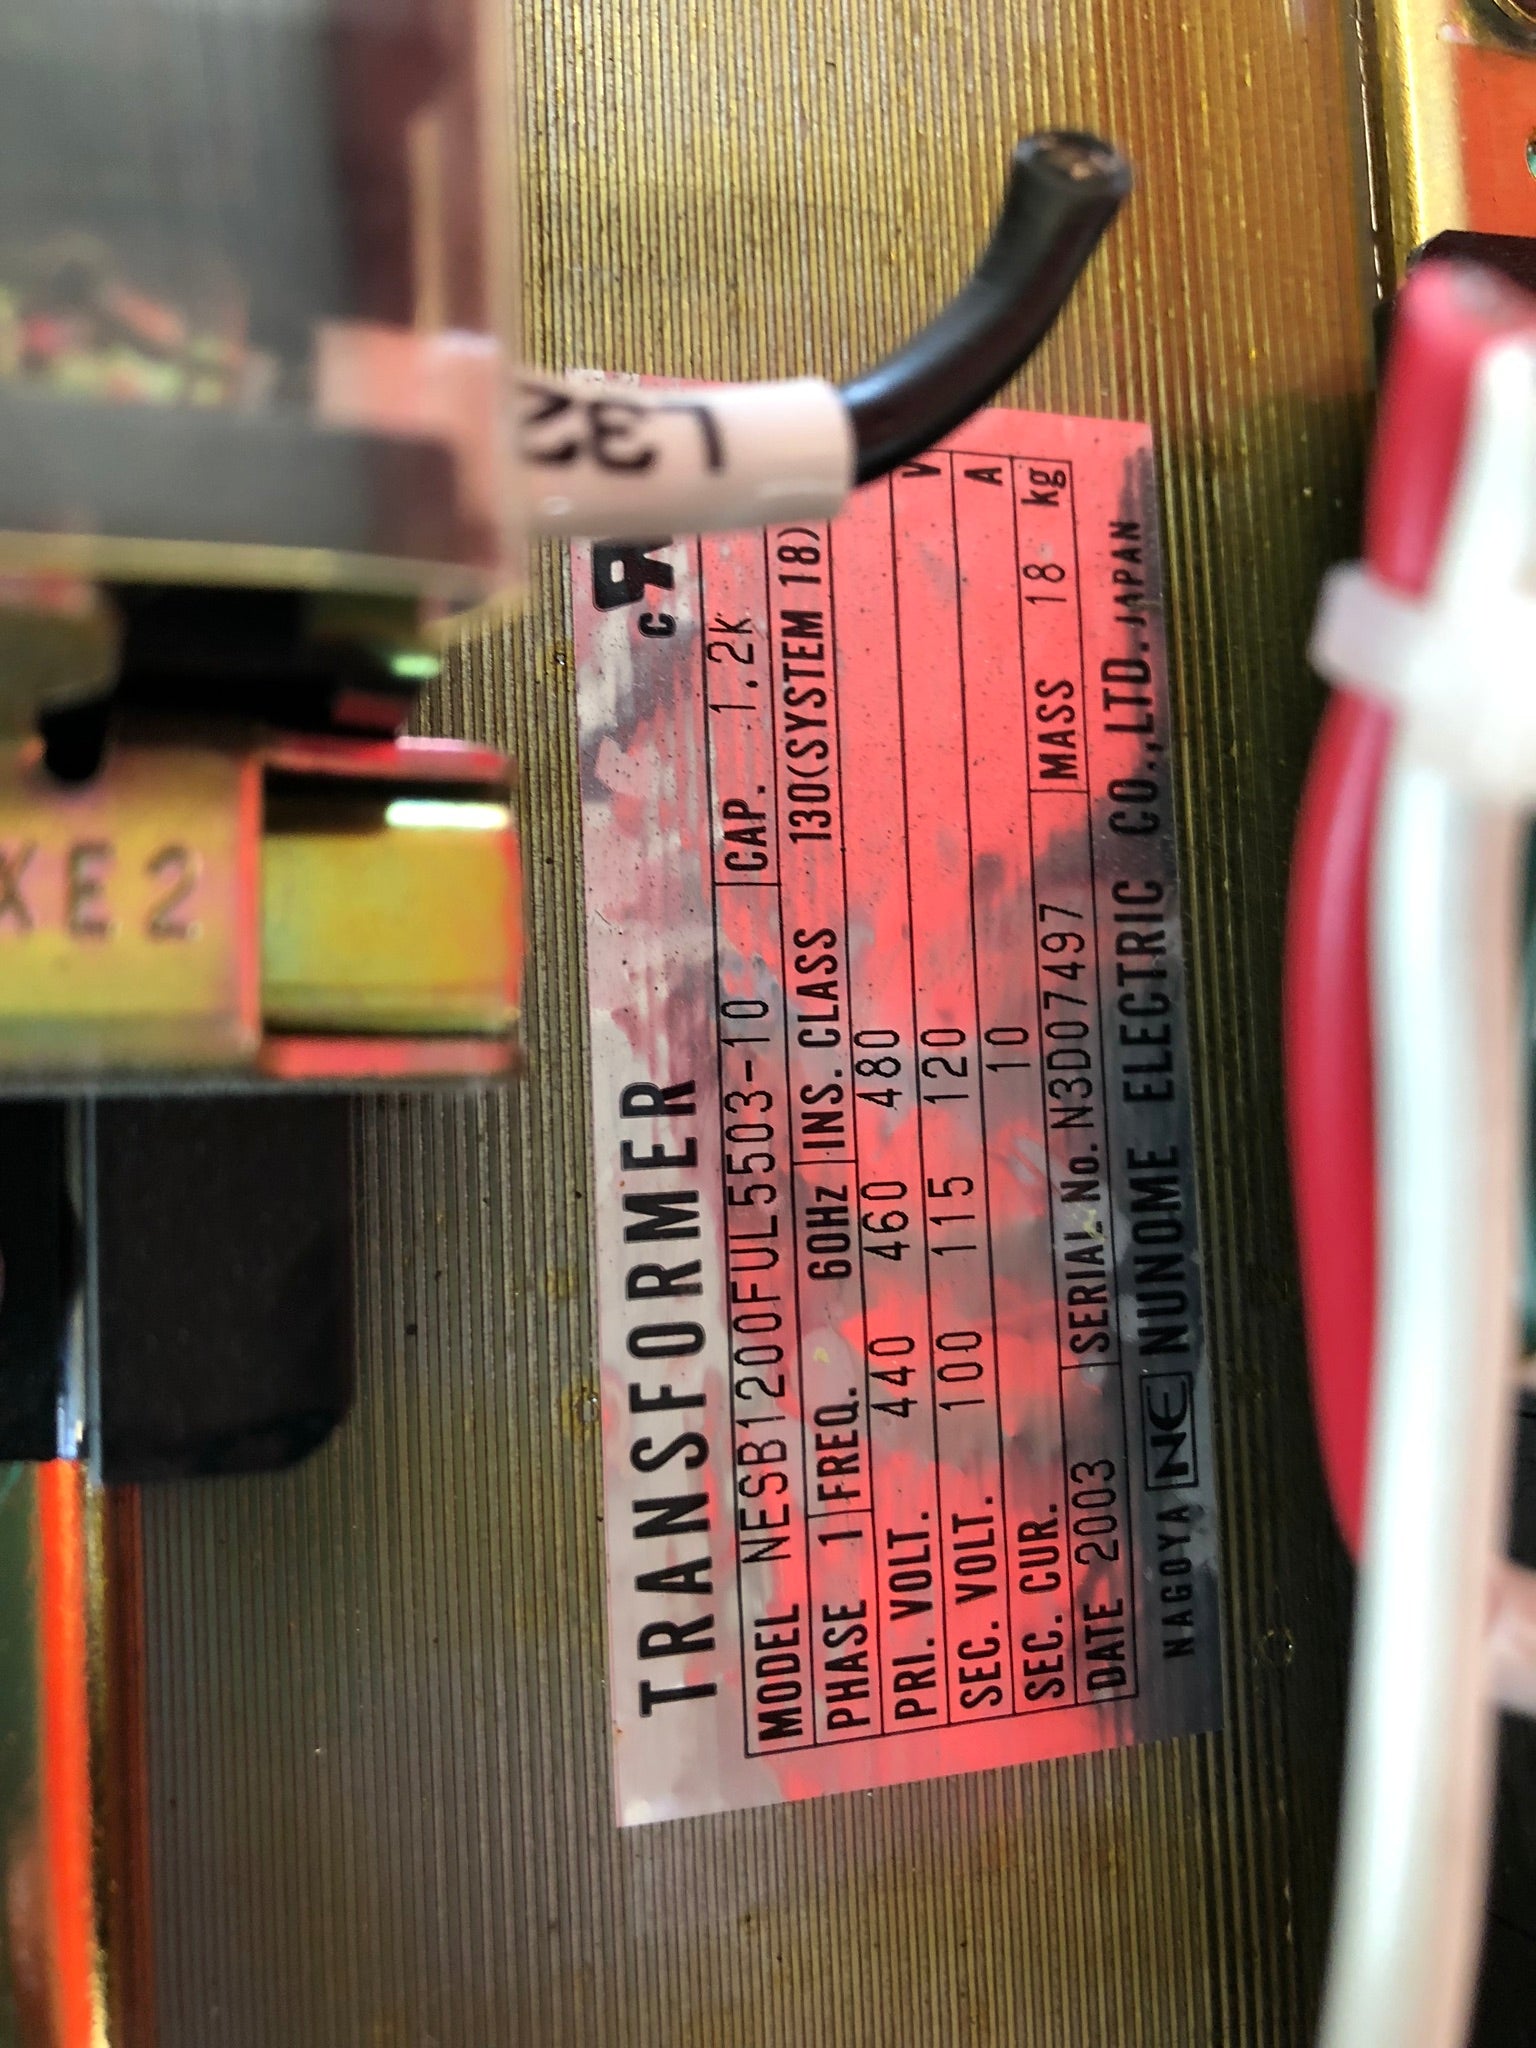 TRANSFORMER
MODEL NESB1200FUL5503-10 CAP. 1.2k
PHASE 1 FREQ. 60Hz INS. CLASS 130(SYSTEM 18)
PRI. VOLT. 440 460 480 V
SEC. VOLT. 100 115 120 A
SEC. CUR. 10
DATE 2003 SERIAL No. N3D07497 MASS 18 kg
NAGOYA NE NUNOME ELECTRIC CO.,LTD. JAPAN
XE2
L32
c